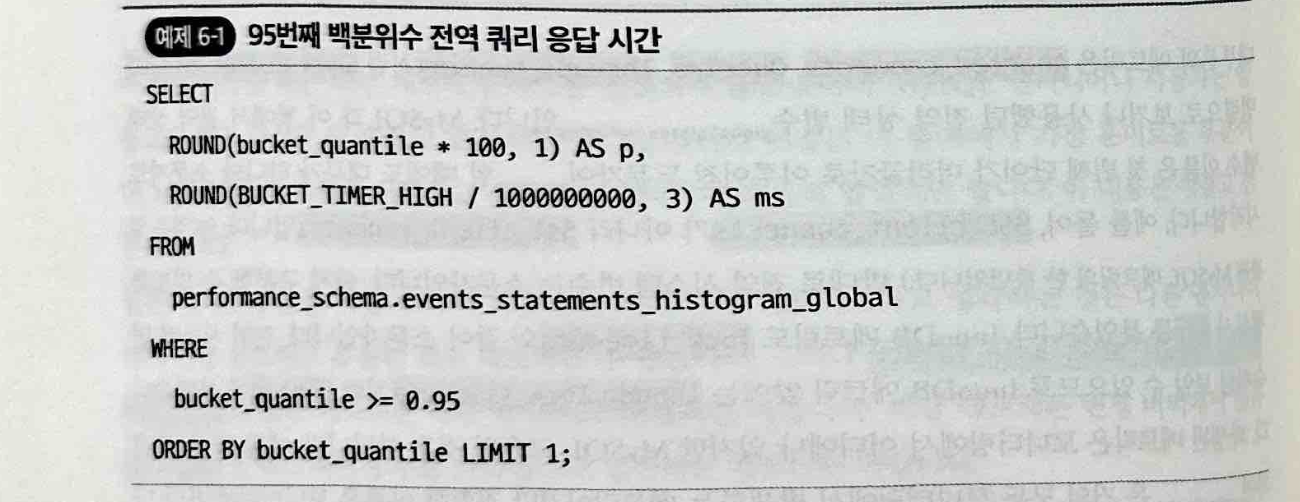 예제 6-1 95번째 백분위수 전역 쿼리 응답 시간
SELECT
ROUND(bucket_quantile * 100, 1) AS p,
ROUND(BUCKET_TIMER_HIGH / 1000000000, 3) AS ms
FROM
performance_schema.events_statements_histogram_global
WHERE
bucket_quantile >= 0.95
ORDER BY bucket_quantile LIMIT 1;